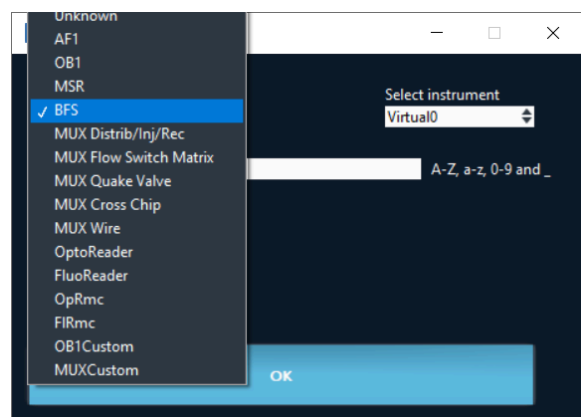 Unknown
AF1
OB1
MSR
✓ BFS
MUX Distrib/Inj/Rec
MUX Flow Switch Matrix
MUX Quake Valve
MUX Cross Chip
MUX Wire
OptoReader
FluoReader
OpRmc
FlRmc
OB1Custom
MUXCustom
Select instrument
Virtual0
A-Z, a-z, 0-9 and _
OK